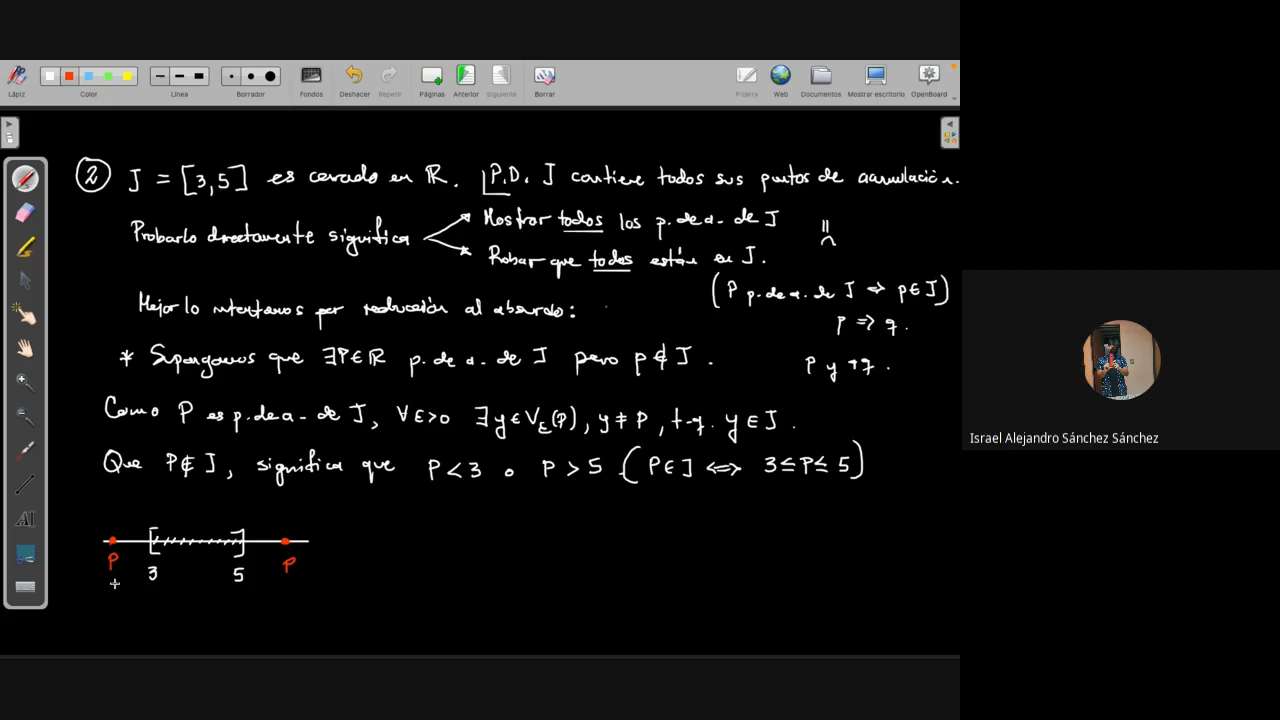 Lápiz Color Línea Borrador Fondos Deshacer Repetir Páginas Anterior Siguiente Borrar Pizarra Web Documentos Mostrar escritorio OpenBoard
② J = [3,5] es cerrado en ℝ. P.D. J contiene todos sus puntos de acumulación.
Probarlo directamente significa
Mostrar todos los p. de a. de J
Probar que todos están en J.
(P p. de a. de J ⇒ p ∈ J)
Mejor lo intentamos por reducción al absurdo:
p ⇒ q.
* Supongamos que ∃P∈ℝ p. de a. de J pero p ∉ J.
p y ¬q.
Como P es p. de a. de J, ∀ε>0 ∃y∈Vε(P), y≠P, t.q. y∈J.
Que P∉J, significa que P<3 o P>5 (P∈J ⇔ 3≤P≤5)
P 3 5 P
Israel Alejandro Sánchez Sánchez